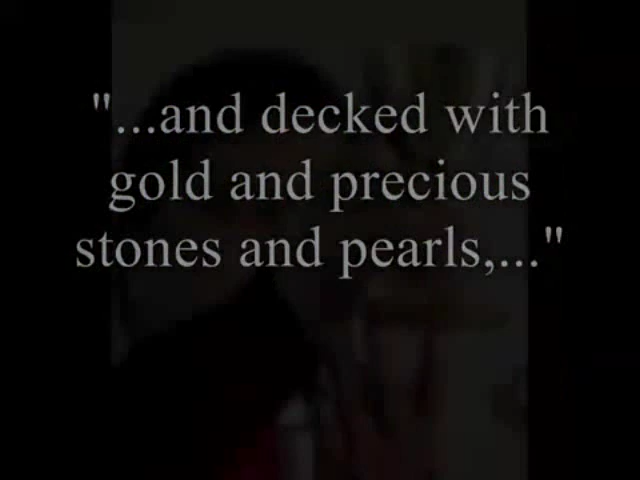 "...and decked with
gold and precious
stones and pearls,..."